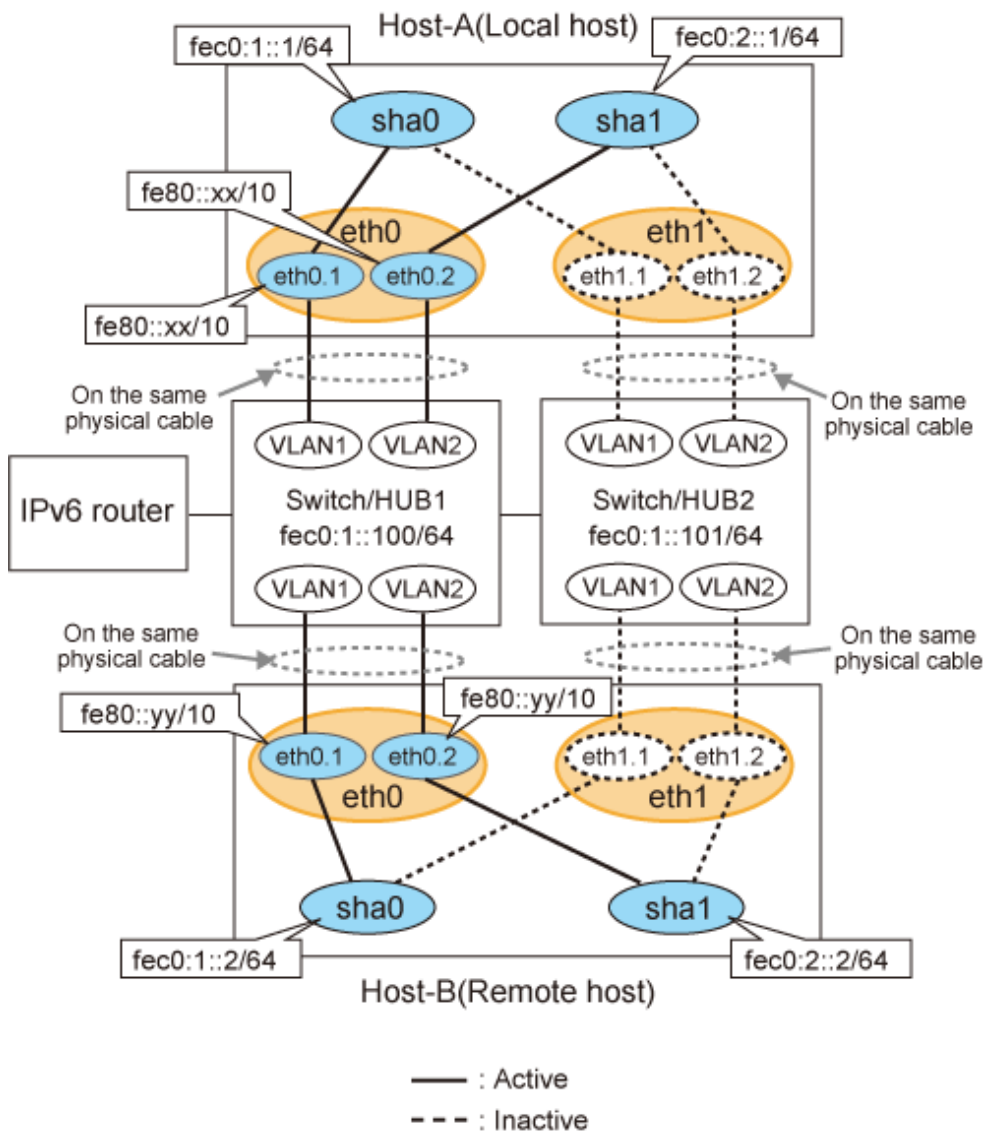 Host-A(Local host)
fec0:1::1/64
fec0:2::1/64
sha0
sha1
fe80::xx/10
eth0
eth1
eth0.1
eth0.2
eth1.1
eth1.2
fe80::xx/10
On the same
physical cable
On the same
physical cable
VLAN1
VLAN2
VLAN1
VLAN2
IPv6 router
Switch/HUB1
fec0:1::100/64
Switch/HUB2
fec0:1::101/64
VLAN1
VLAN2
VLAN1
VLAN2
On the same
physical cable
On the same
physical cable
fe80::yy/10
fe80::yy/10
eth0.1
eth0.2
eth1.1
eth1.2
eth0
eth1
sha0
sha1
fec0:1::2/64
fec0:2::2/64
Host-B(Remote host)
: Active
: Inactive